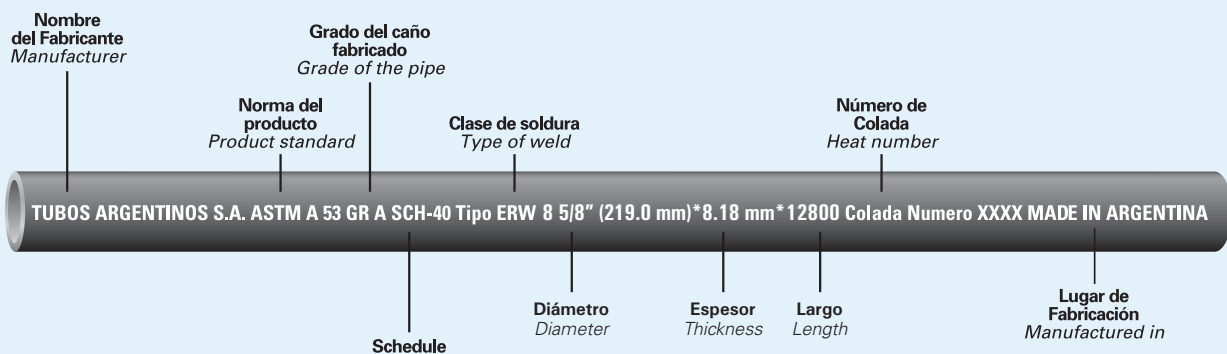 Nombre
del Fabricante
Manufacturer
Grado del caño
fabricado
Grade of the pipe
Norma del
producto
Product standard
Clase de soldura
Type of weld
Número de
Colada
Heat number
TUBOS ARGENTINOS S.A. ASTM A 53 GR A SCH-40 Tipo ERW 8 5/8" (219.0 mm)*8.18 mm*12800 Colada Numero XXXX MADE IN ARGENTINA
Schedule
Diámetro
Diameter
Espesor
Thickness
Largo
Length
Lugar de
Fabricación
Manufactured in